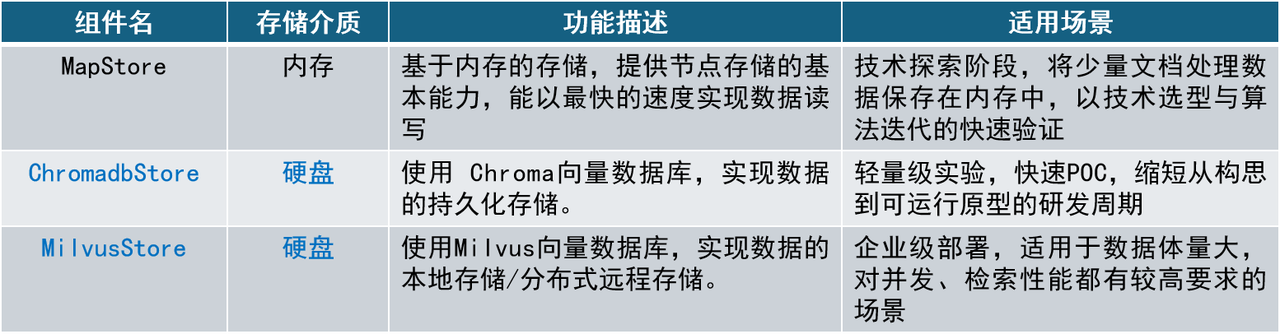 组件名 存储介质 功能描述 适用场景
MapStore 内存 基于内存的存储，提供节点存储的基 技术探索阶段，将少量文档处理数
本能力，能以最快的速度实现数据读 据保存在内存中，以技术选型与算
写 法迭代的快速验证
ChromadbStore 硬盘 使用 Chroma向量数据库，实现数据 轻量级实验，快速POC，缩短从构思
的持久化存储。 到可运行原型的研发周期
MilvusStore 硬盘 使用Milvus向量数据库，实现数据的 企业级部署，适用于数据体量大，
本地存储/分布式远程存储。 对并发、检索性能都有较高要求的
场景